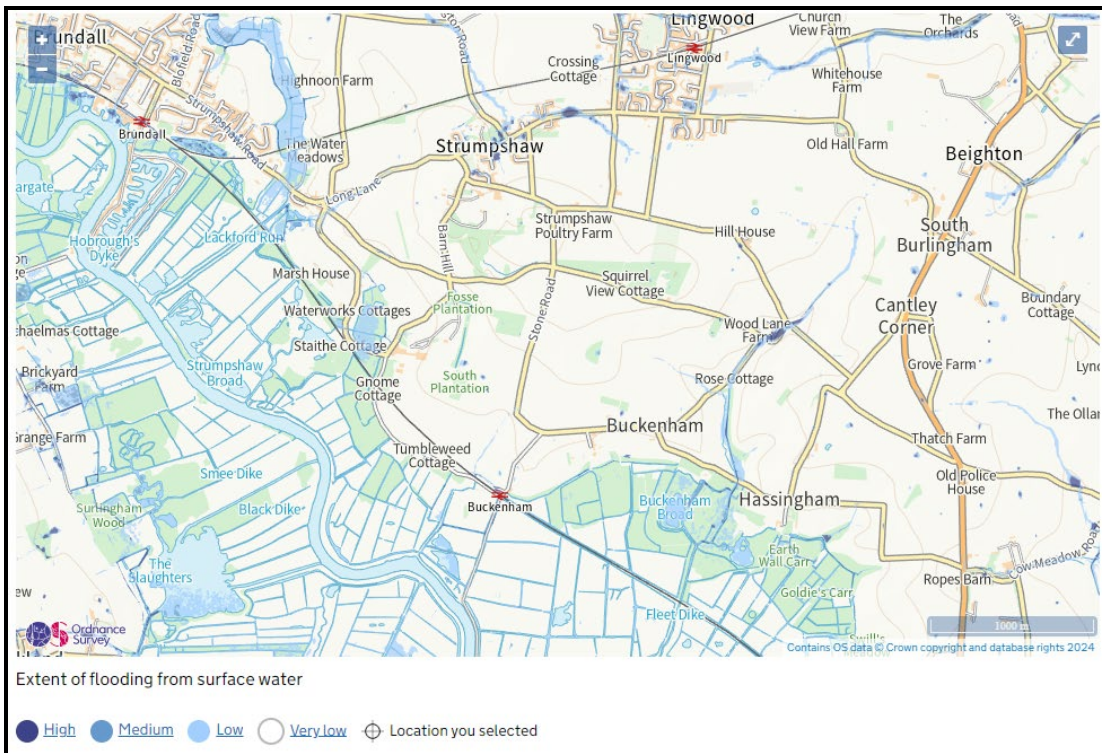 Brundall
Blofield Road
Strumpshaw Road
Brundall
Highnoon Farm
The Water
Meadows
Long Lane
Crossing
Cottage
Lingwood
Lingwood
Church
View Farm
The
Orchards
Whitehouse
Farm
Old Hall Farm
Strumpshaw
Beighton
Strumpshaw
Poultry Farm
Hill House
South
Burlingham
Hobrough's
Dyke
Lackford Run
Barn Hill
Marsh House
Squirrel
View Cottage
Waterworks Cottages
Fosse
Plantation
Stone Road
Cantley
Corner
Boundary
Cottage
Staithe Cottage
Wood Lane
Farm
Strumpshaw
Broad
Brickyard
Farm
Gnome
Cottage
South
Plantation
Rose Cottage
Grove Farm
Buckenham
Thatch Farm
Tumbleweed
Cottage
Old Police
House
Smee Dike
Black Dike
Surlingham
Wood
Buckenham
Buckenham
Broad
Hassingham
The
Slaughters
Earth
Wall Carr
Goldie's Carr
Fleet Dike
Ropes Barn
Cow Meadow Road
Ordnance
Survey
1000 m
Contains OS data © Crown copyright and database rights 2024
Extent of flooding from surface water
High Medium Low Very low Location you selected